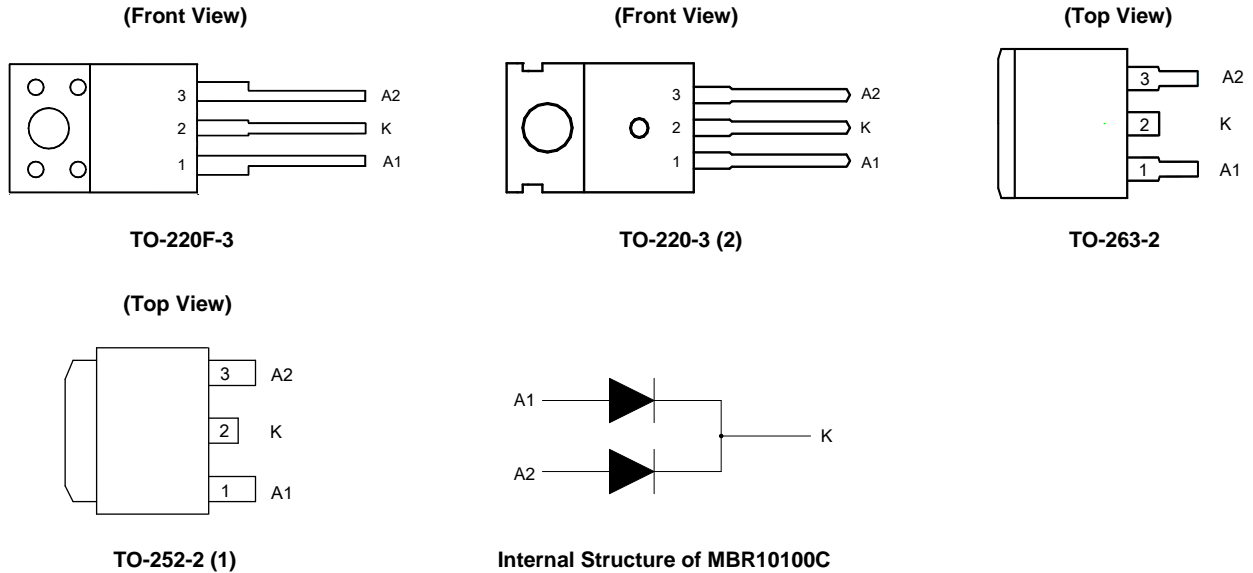 (Front View)
(Front View)
(Top View)
3 A2
2 K
1 A1
3 A2
2 K
1 A1
3 A2
2 K
1 A1
TO-220F-3
TO-220-3 (2)
TO-263-2
(Top View)
3 A2
2 K
1 A1
A1
K
A2
TO-252-2 (1)
Internal Structure of MBR10100C